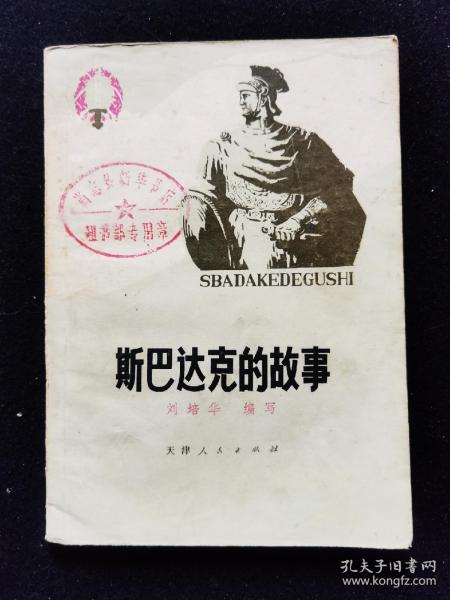 SBADAKEDEGUSHI
斯巴达克的故事
刘培华 编写
天津人民出版社
孔夫子旧书网
www.kongfz.com